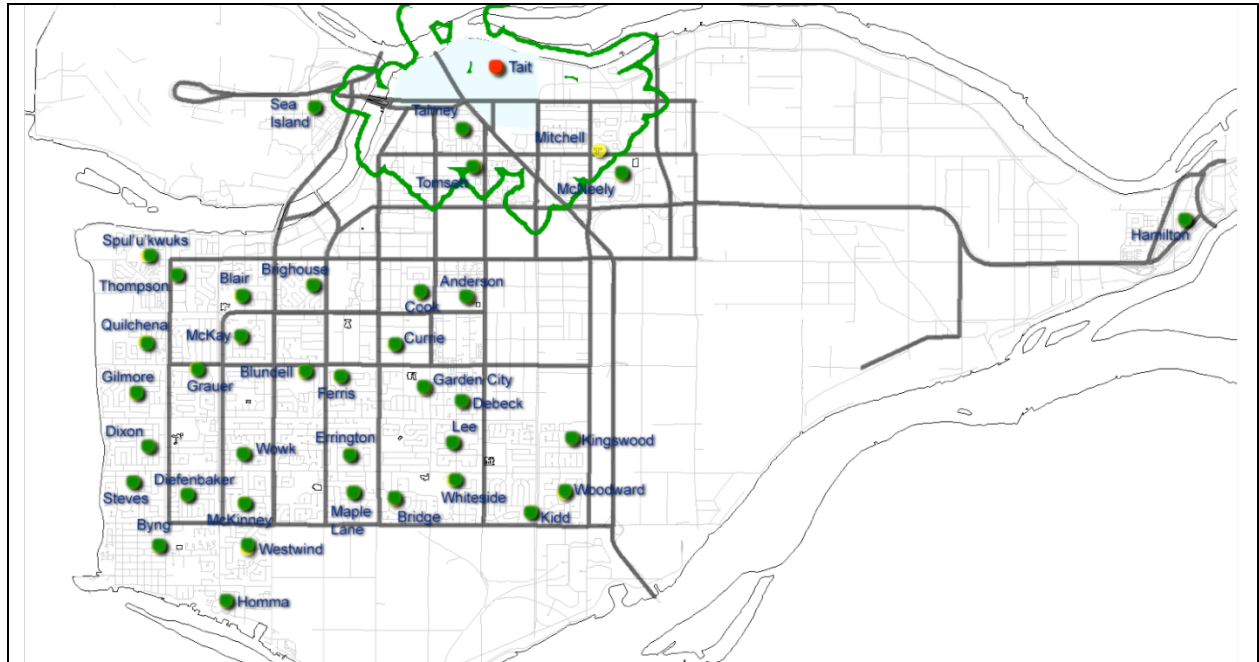 Tait
Sea
Island
Talmey
Mitchell
Tomsett
McNeely
Hamilton
Spul'u'kwuks
Thompson
Blair
Brighouse
Anderson
Cook
Quilchena
McKay
Currie
Gilmore
Grauer
Blundell
Ferris
Garden City
Debeck
Dixon
Wowk
Errington
Lee
Kingswood
Steves
Diefenbaker
McKinney
Maple
Lane
Bridge
Whiteside
Woodward
Kidd
Byng
Westwind
Homma